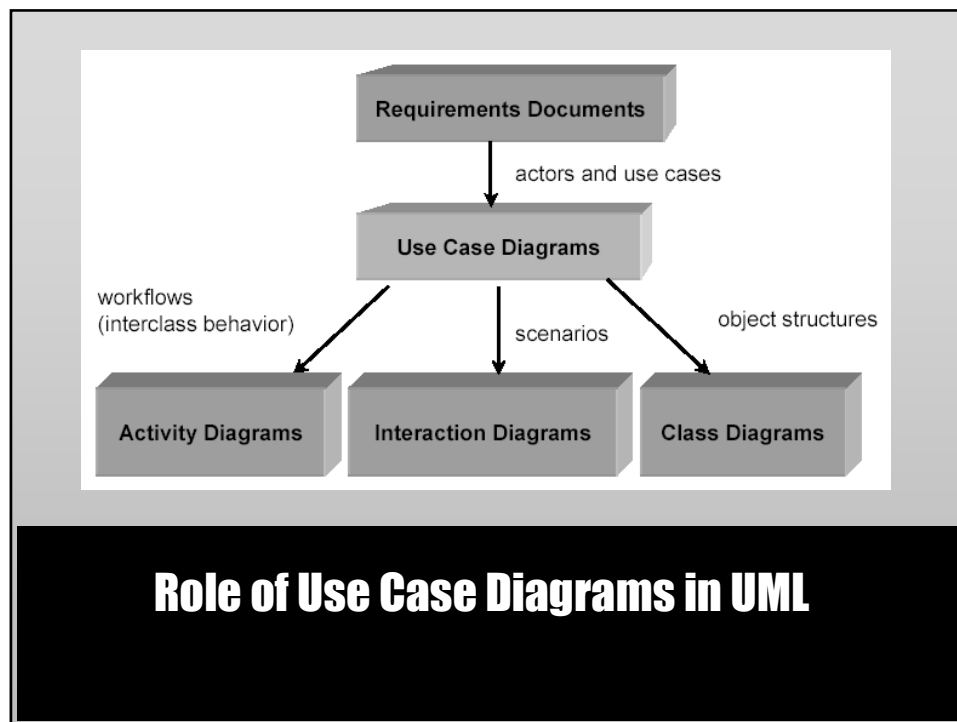 Requirements Documents
actors and use cases
Use Case Diagrams
workflows
(interclass behavior)
scenarios
object structures
Activity Diagrams
Interaction Diagrams
Class Diagrams
Role of Use Case Diagrams in UML